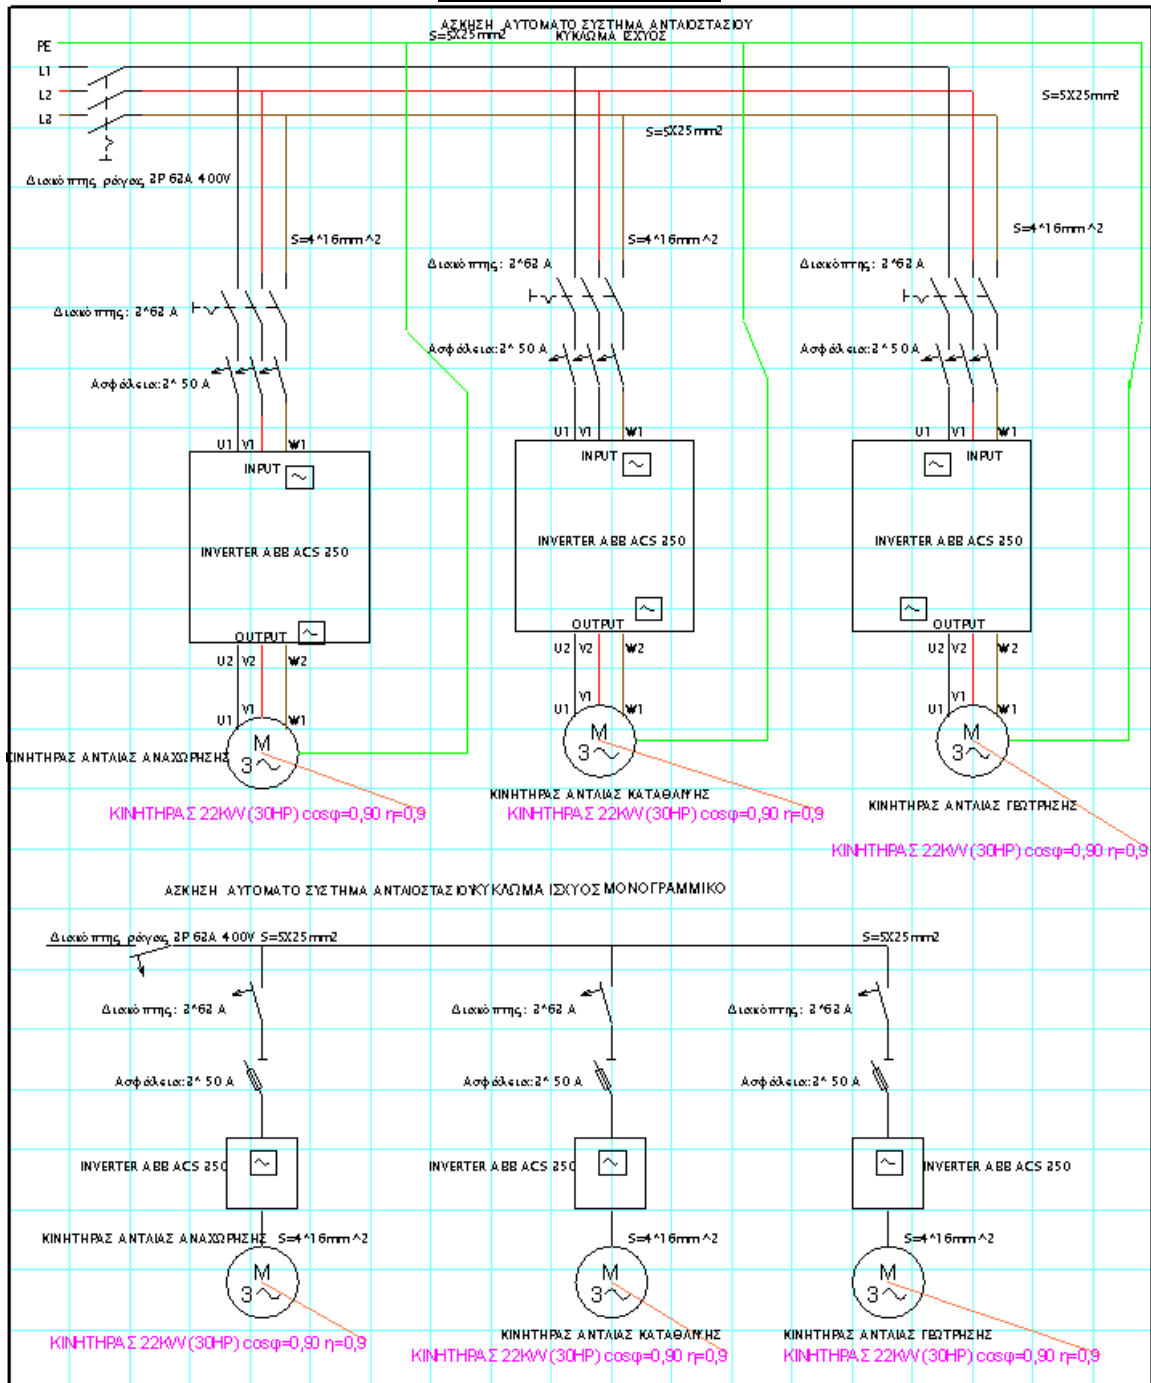 ΑΣΚΗΣΗ ΑΥΤΟΜΑΤΟ ΣΥΣΤΗΜΑ ΑΝΤΛΙΟΣΤΑΣΙΟΥ
ΚΥΚΛΩΜΑ ΙΣΧΥΟΣ
S=5X25mm2
PE
L1
L2
L3
S=5X25mm2
S=5X25mm2
Διακόπτης ράγας 3P 63A 400V
S=4*16mm^2
S=4*16mm^2
S=4*16mm^2
Διακόπτης: 3*63 A
Διακόπτης: 3*63 A
Διακόπτης: 3*63 A
Ασφάλεια:3* 50 A
Ασφάλεια:3* 50 A
Ασφάλεια:3* 50 A
U1 V1 W1
U1 V1 W1
U1 V1 W1
INPUT
INPUT
INPUT
INVERTER ABB ACS 350
INVERTER ABB ACS 350
INVERTER ABB ACS 350
OUTPUT
OUTPUT
OUTPUT
U2 V2 W2
U2 V2 W2
U2 V2 W2
U1 V1 W1
U1 V1 W1
U1 V1 W1
M
3
M
3
M
3
ΚΙΝΗΤΗΡΑΣ ΑΝΤΛΙΑΣ ΑΝΑΧΩΡΗΣΗΣ
ΚΙΝΗΤΗΡΑΣ ΑΝΤΛΙΑΣ ΚΑΤΑΘΛΙΨΗΣ
ΚΙΝΗΤΗΡΑΣ ΑΝΤΛΙΑΣ ΓΕΩΤΡΗΣΗΣ
ΚΙΝΗΤΗΡΑΣ 22KW (30HP) cosφ=0,90 η=0,9
ΚΙΝΗΤΗΡΑΣ 22KW (30HP) cosφ=0,90 η=0,9
ΚΙΝΗΤΗΡΑΣ 22KW (30HP) cosφ=0,90 η=0,9
ΑΣΚΗΣΗ ΑΥΤΟΜΑΤΟ ΣΥΣΤΗΜΑ ΑΝΤΛΙΟΣΤΑΣΙΟΥ ΚΥΚΛΩΜΑ ΙΣΧΥΟΣ ΜΟΝΟΓΡΑΜΜΙΚΟ
Διακόπτης ράγας 3P 63A 400V S=5X25mm2
S=5X25mm2
Διακόπτης: 3*63 A
Διακόπτης: 3*63 A
Διακόπτης: 3*63 A
Ασφάλεια:3* 50 A
Ασφάλεια:3* 50 A
Ασφάλεια:3* 50 A
INVERTER ABB ACS 350
INVERTER ABB ACS 350
INVERTER ABB ACS 350
ΚΙΝΗΤΗΡΑΣ ΑΝΤΛΙΑΣ ΑΝΑΧΩΡΗΣΗΣ S=4*16mm^2
S=4*16mm^2
S=4*16mm^2
M
3
M
3
M
3
ΚΙΝΗΤΗΡΑΣ ΑΝΤΛΙΑΣ ΚΑΤΑΘΛΙΨΗΣ
ΚΙΝΗΤΗΡΑΣ ΑΝΤΛΙΑΣ ΓΕΩΤΡΗΣΗΣ
ΚΙΝΗΤΗΡΑΣ 22KW (30HP) cosφ=0,90 η=0,9
ΚΙΝΗΤΗΡΑΣ 22KW (30HP) cosφ=0,90 η=0,9
ΚΙΝΗΤΗΡΑΣ 22KW (30HP) cosφ=0,90 η=0,9